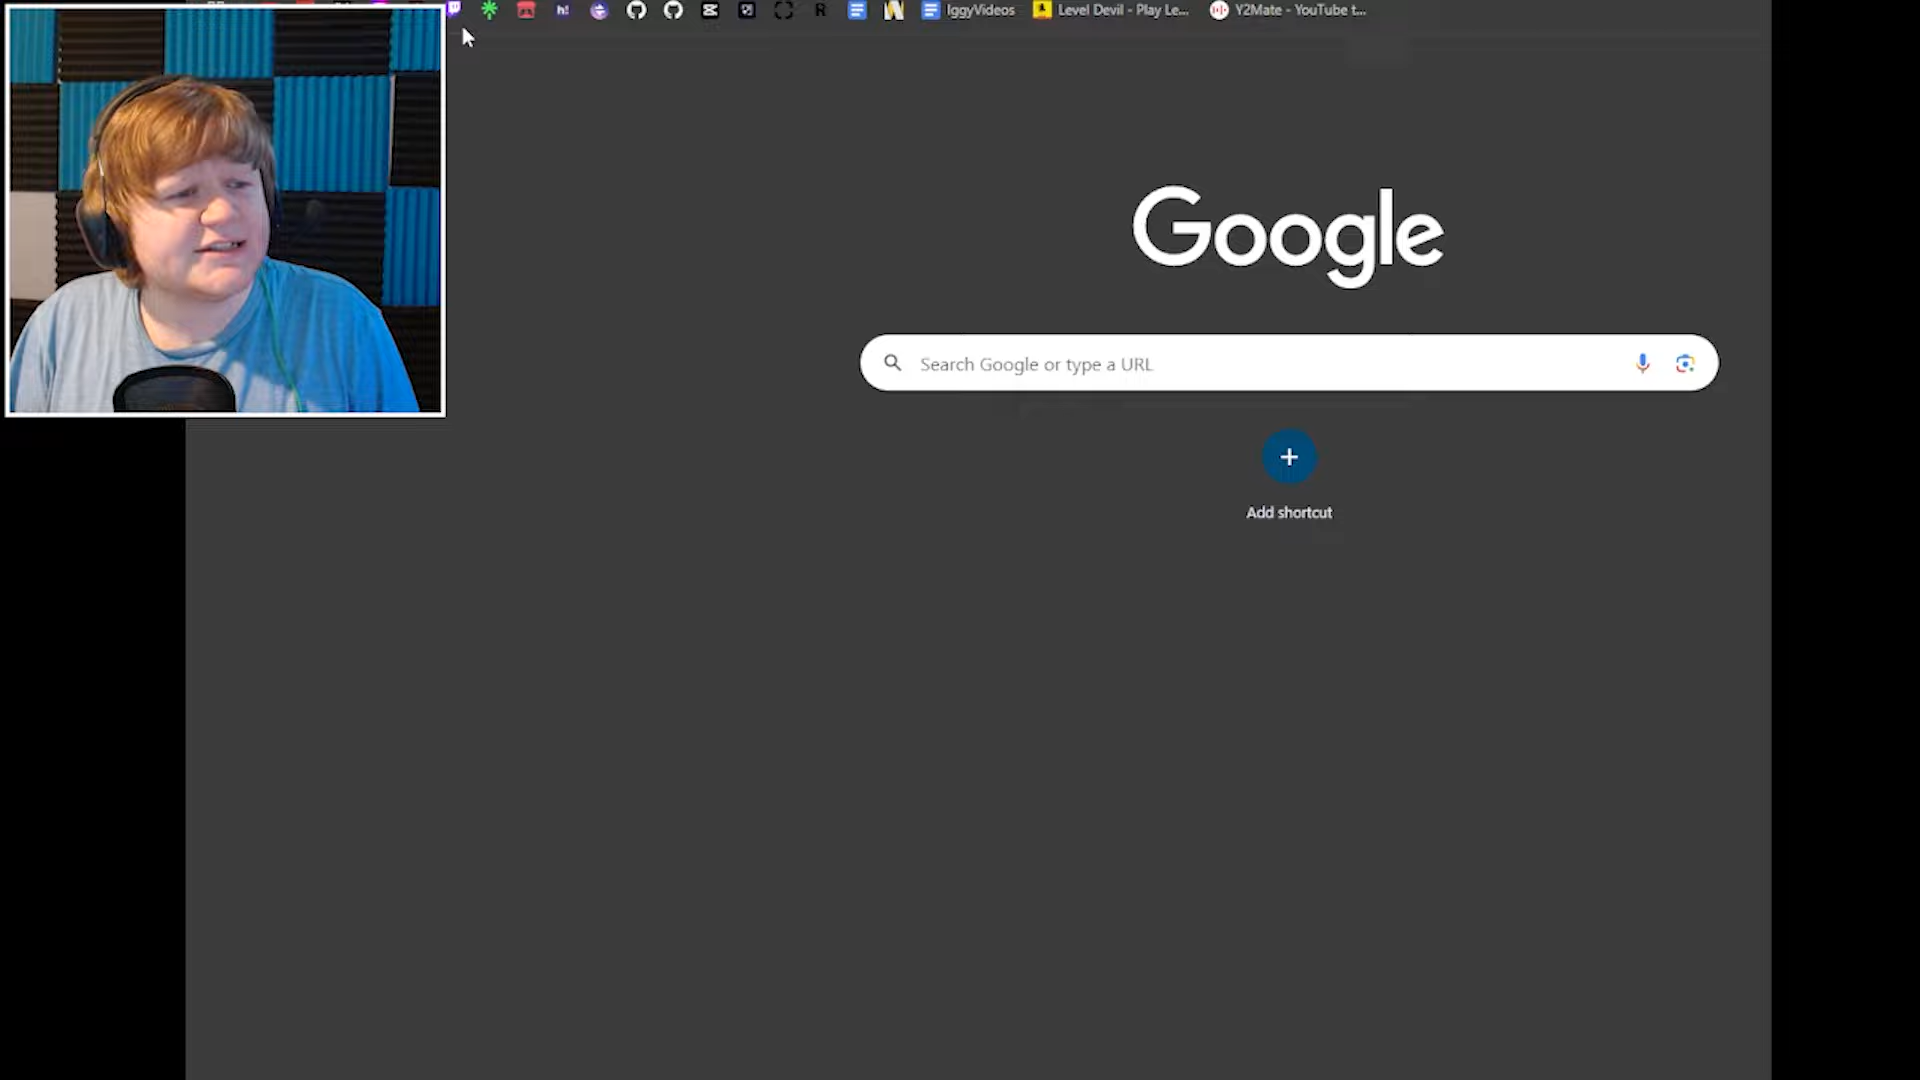 h! R IggyVideos Level Devil - Play Le... Y2Mate - YouTube t...
Google
Search Google or type a URL
Add shortcut